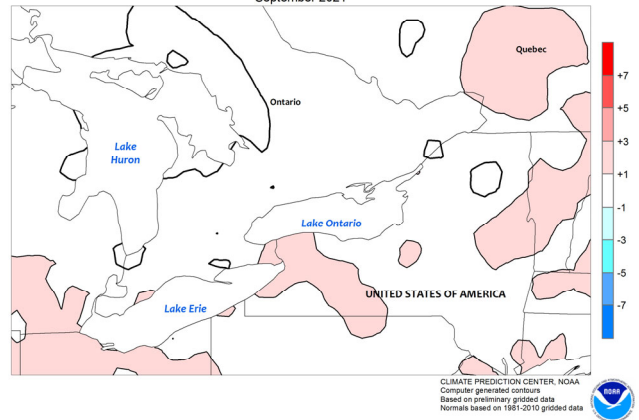 Quebec
Ontario
Lake
Huron
Lake Ontario
UNITED STATES OF AMERICA
Lake Erie
+7
+5
+3
+1
-1
-3
-5
-7
CLIMATE PREDICTION CENTER, NOAA
Computer generated contours
Based on preliminary gridded data
Normals based on 1981-2010 gridded data
NOAA